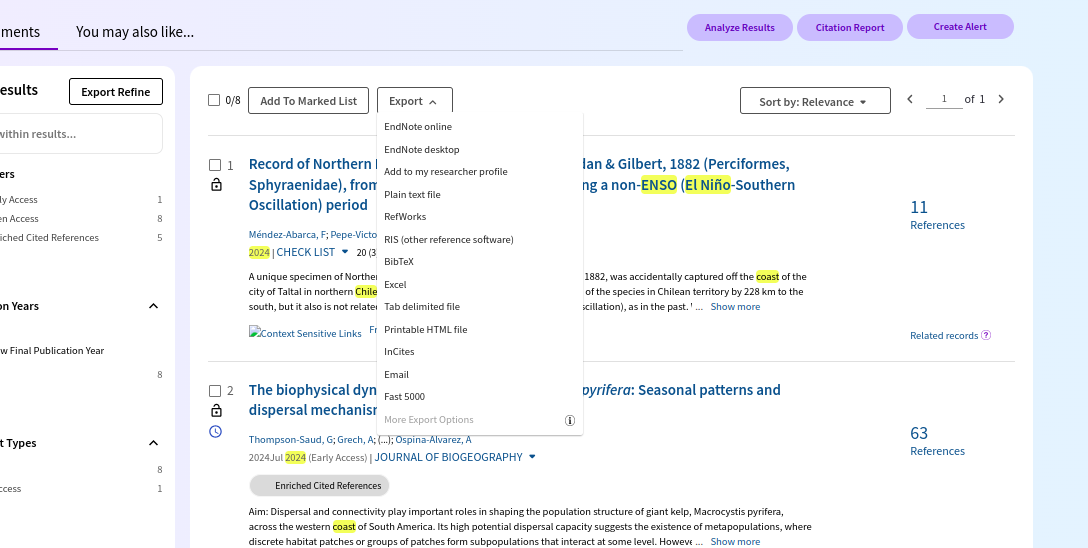 ments
You may also like...
Analyze Results
Citation Report
Create Alert
esults
Export Refine
within results...
ers
ly Access 1
en Access 8
iched Cited References 5
on Years
w Final Publication Year
8
t Types
8
ccess 1
0/8
Add To Marked List
Export
Sort by: Relevance
1 of 1
EndNote online
EndNote desktop
Add to my researcher profile
Plain text file
RefWorks
RIS (other reference software)
BibTeX
Excel
Tab delimited file
Printable HTML file
InCites
Email
Fast 5000
More Export Options
1
Record of Northern dan & Gilbert, 1882 (Perciformes,
Sphyraenidae), from ng a non-ENSO (El Niño-Southern
Oscillation) period
Méndez-Abarca, F; Pepe-Victo
2024 | CHECK LIST 20 (3
A unique specimen of Norther 1882, was accidentally captured off the coast of the
city of Taltal in northern Chile of the species in Chilean territory by 228 km to the
south, but it also is not relate scillation), as in the past. ' ... Show more
Context Sensitive Links Fr
11
References
Related records ?
2
The biophysical dyn pyrifera: Seasonal patterns and
dispersal mechanism
Thompson-Saud, G; Grech, A; (...); Ospina-Alvarez, A
2024Jul 2024 (Early Access) | JOURNAL OF BIOGEOGRAPHY
Enriched Cited References
Aim: Dispersal and connectivity play important roles in shaping the population structure of giant kelp, Macrocystis pyrifera,
across the western coast of South America. Its high potential dispersal capacity suggests the existence of metapopulations, where
discrete habitat patches or groups of patches form subpopulations that interact at some level. Howeve ... Show more
63
References